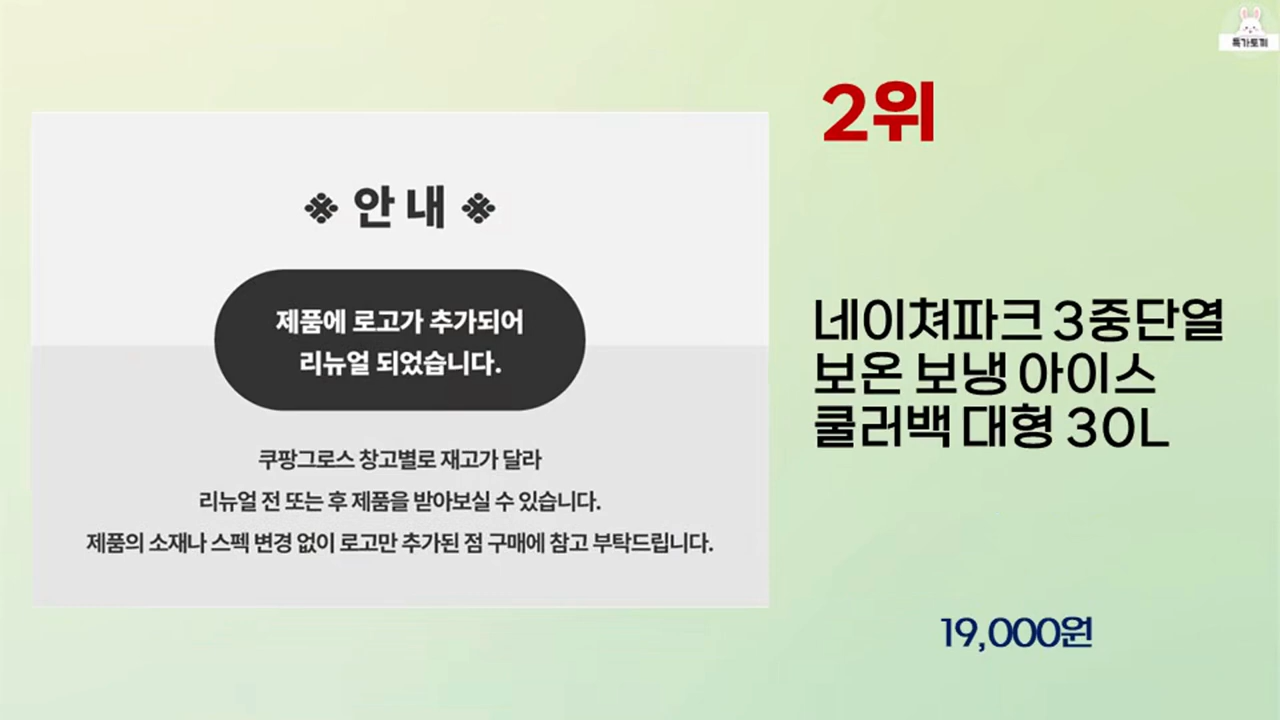 특가토끼
2위
※ 안 내 ※
제품에 로고가 추가되어
리뉴얼 되었습니다.
쿠팡그로스 창고별로 재고가 달라
리뉴얼 전 또는 후 제품을 받아보실 수 있습니다.
제품의 소재나 스펙 변경 없이 로고만 추가된 점 구매에 참고 부탁드립니다.
네이쳐파크 3중단열
보온 보냉 아이스
쿨러백 대형 30L
19,000원